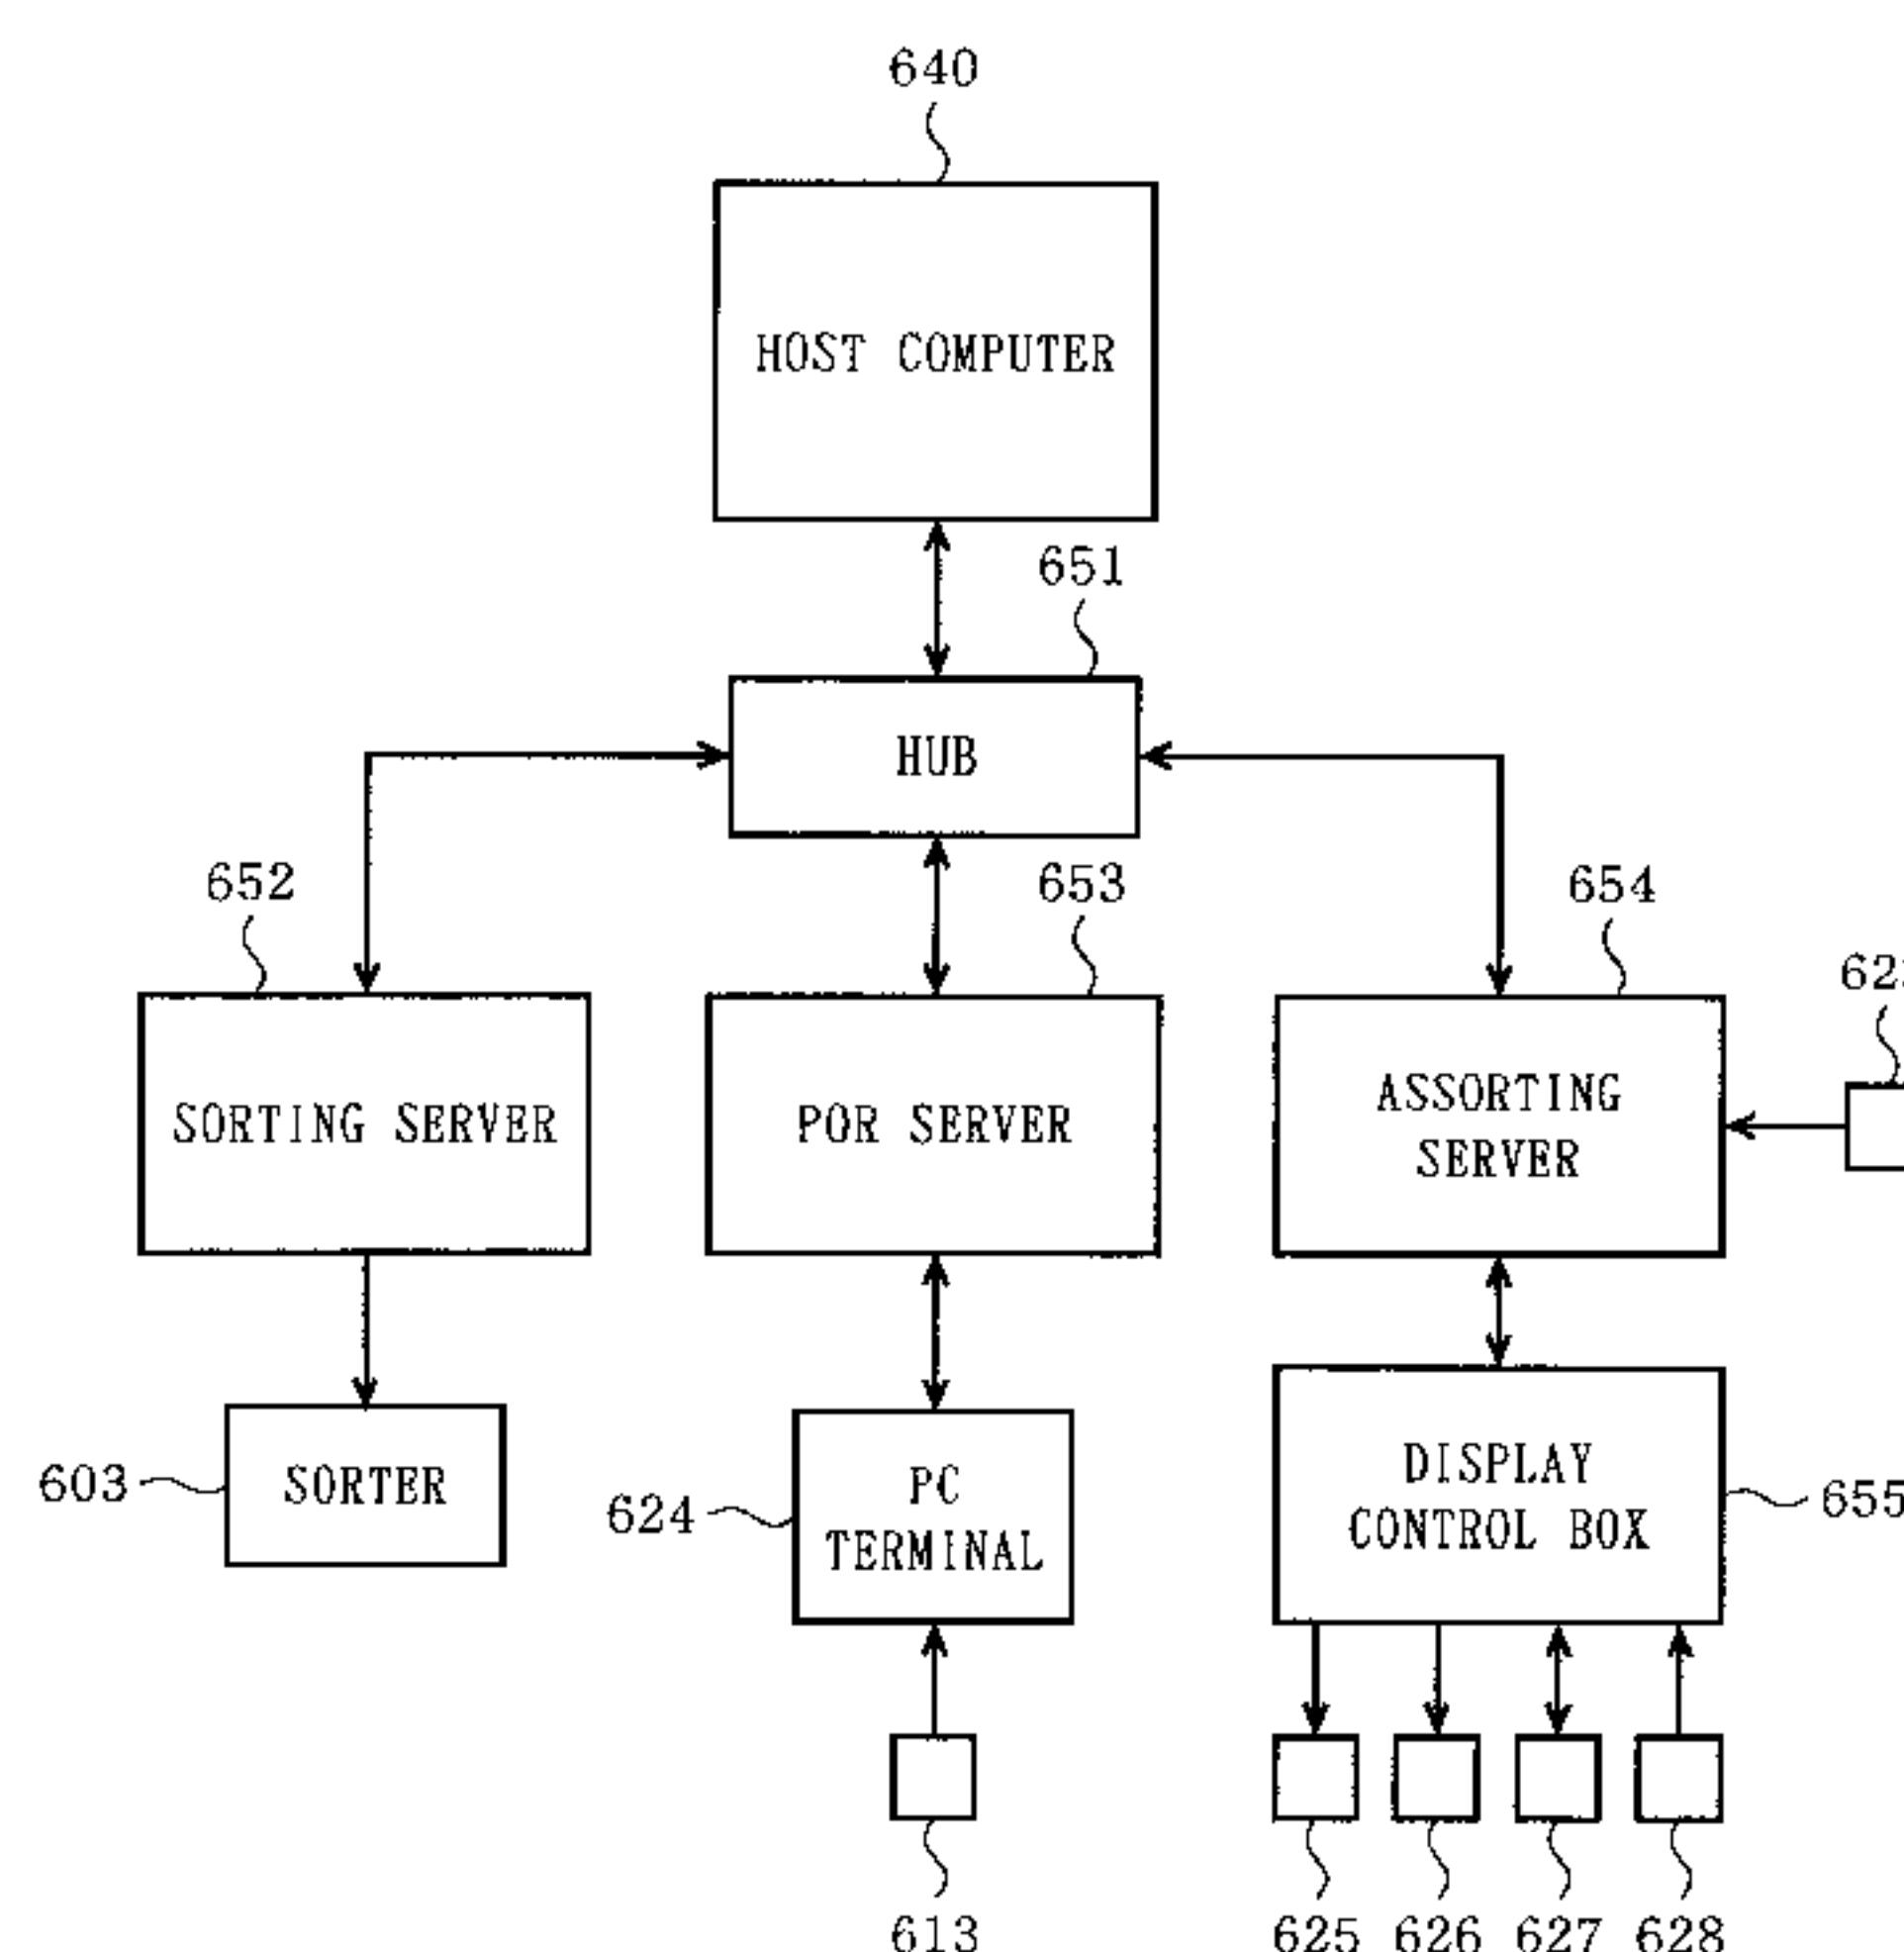 640
HOST COMPUTER
651
HUB
652
653
654
SORTING SERVER
POR SERVER
ASSORTING
SERVER
603
SORTER
624
PC
TERMINAL
DISPLAY
CONTROL BOX
655
613
625
626
627
628